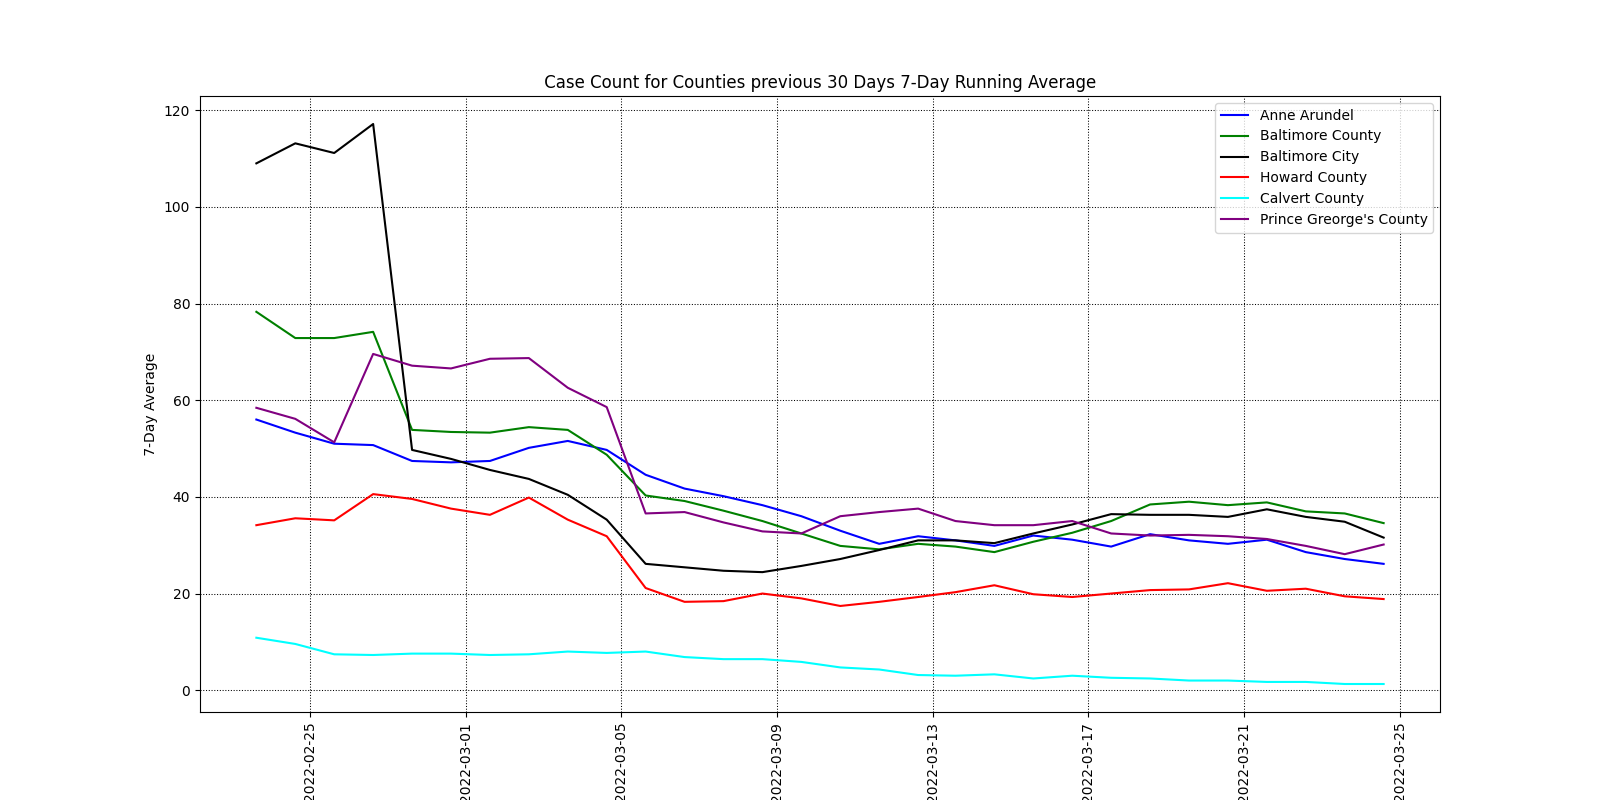 Case Count for Counties previous 30 Days 7-Day Running Average
120
100
80
60
40
20
0
7-Day Average
Anne Arundel
Baltimore County
Baltimore City
Howard County
Calvert County
Prince Greorge's County
2022-02-25
2022-03-01
2022-03-05
2022-03-09
2022-03-13
2022-03-17
2022-03-21
2022-03-25